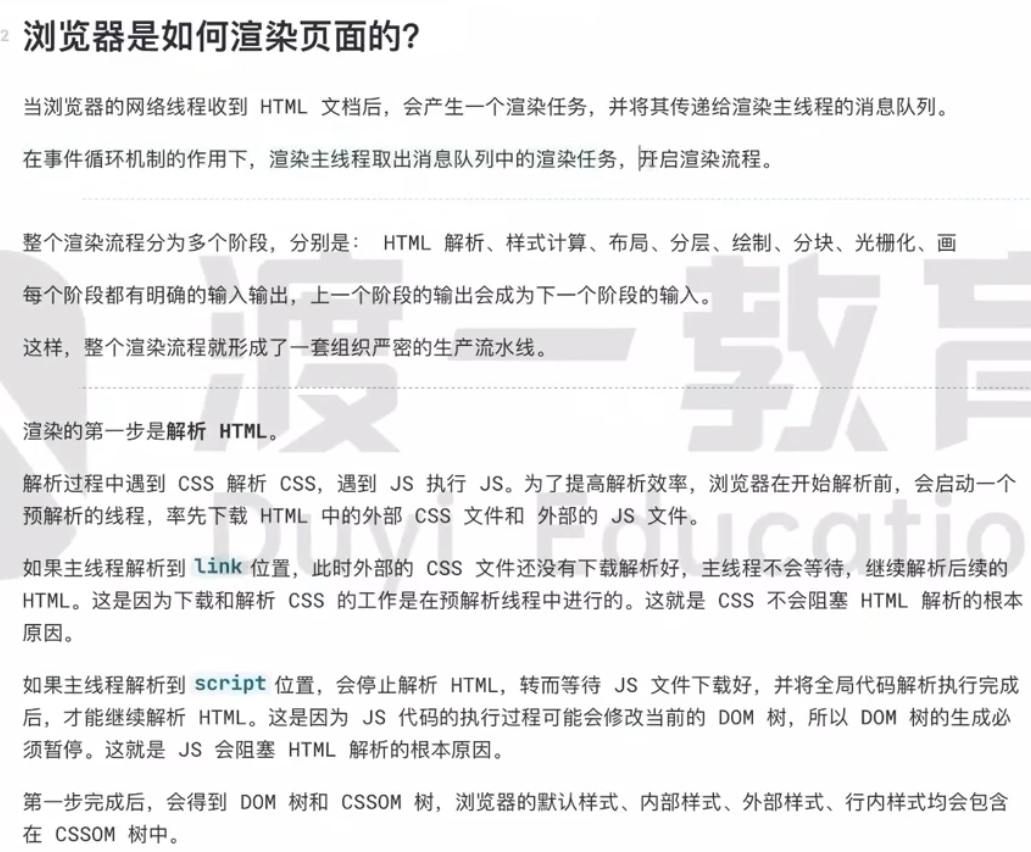 2
浏览器是如何渲染页面的?
当浏览器的网络线程收到 HTML 文档后，会产生一个渲染任务，并将其传递给渲染主线程的消息队列。
在事件循环机制的作用下，渲染主线程取出消息队列中的渲染任务，开启渲染流程。
整个渲染流程分为多个阶段，分别是： HTML 解析、样式计算、布局、分层、绘制、分块、光栅化、画
每个阶段都有明确的输入输出，上一个阶段的输出会成为下一个阶段的输入。
这样，整个渲染流程就形成了一套组织严密的生产流水线。
渡一教育
渲染的第一步是解析 HTML。
解析过程中遇到 CSS 解析 CSS，遇到 JS 执行 JS。为了提高解析效率，浏览器在开始解析前，会启动一个
预解析的线程，率先下载 HTML 中的外部 CSS 文件和 外部的 JS 文件。
Duyi Educatio
如果主线程解析到 link 位置，此时外部的 CSS 文件还没有下载解析好，主线程不会等待，继续解析后续的
HTML。这是因为下载和解析 CSS 的工作是在预解析线程中进行的。这就是 CSS 不会阻塞 HTML 解析的根本
原因。
如果主线程解析到 script 位置，会停止解析 HTML，转而等待 JS 文件下载好，并将全局代码解析执行完成
后，才能继续解析 HTML。这是因为 JS 代码的执行过程可能会修改当前的 DOM 树，所以 DOM 树的生成必
须暂停。这就是 JS 会阻塞 HTML 解析的根本原因。
第一步完成后，会得到 DOM 树和 CSSOM 树，浏览器的默认样式、内部样式、外部样式、行内样式均会包含
在 CSSOM 树中。